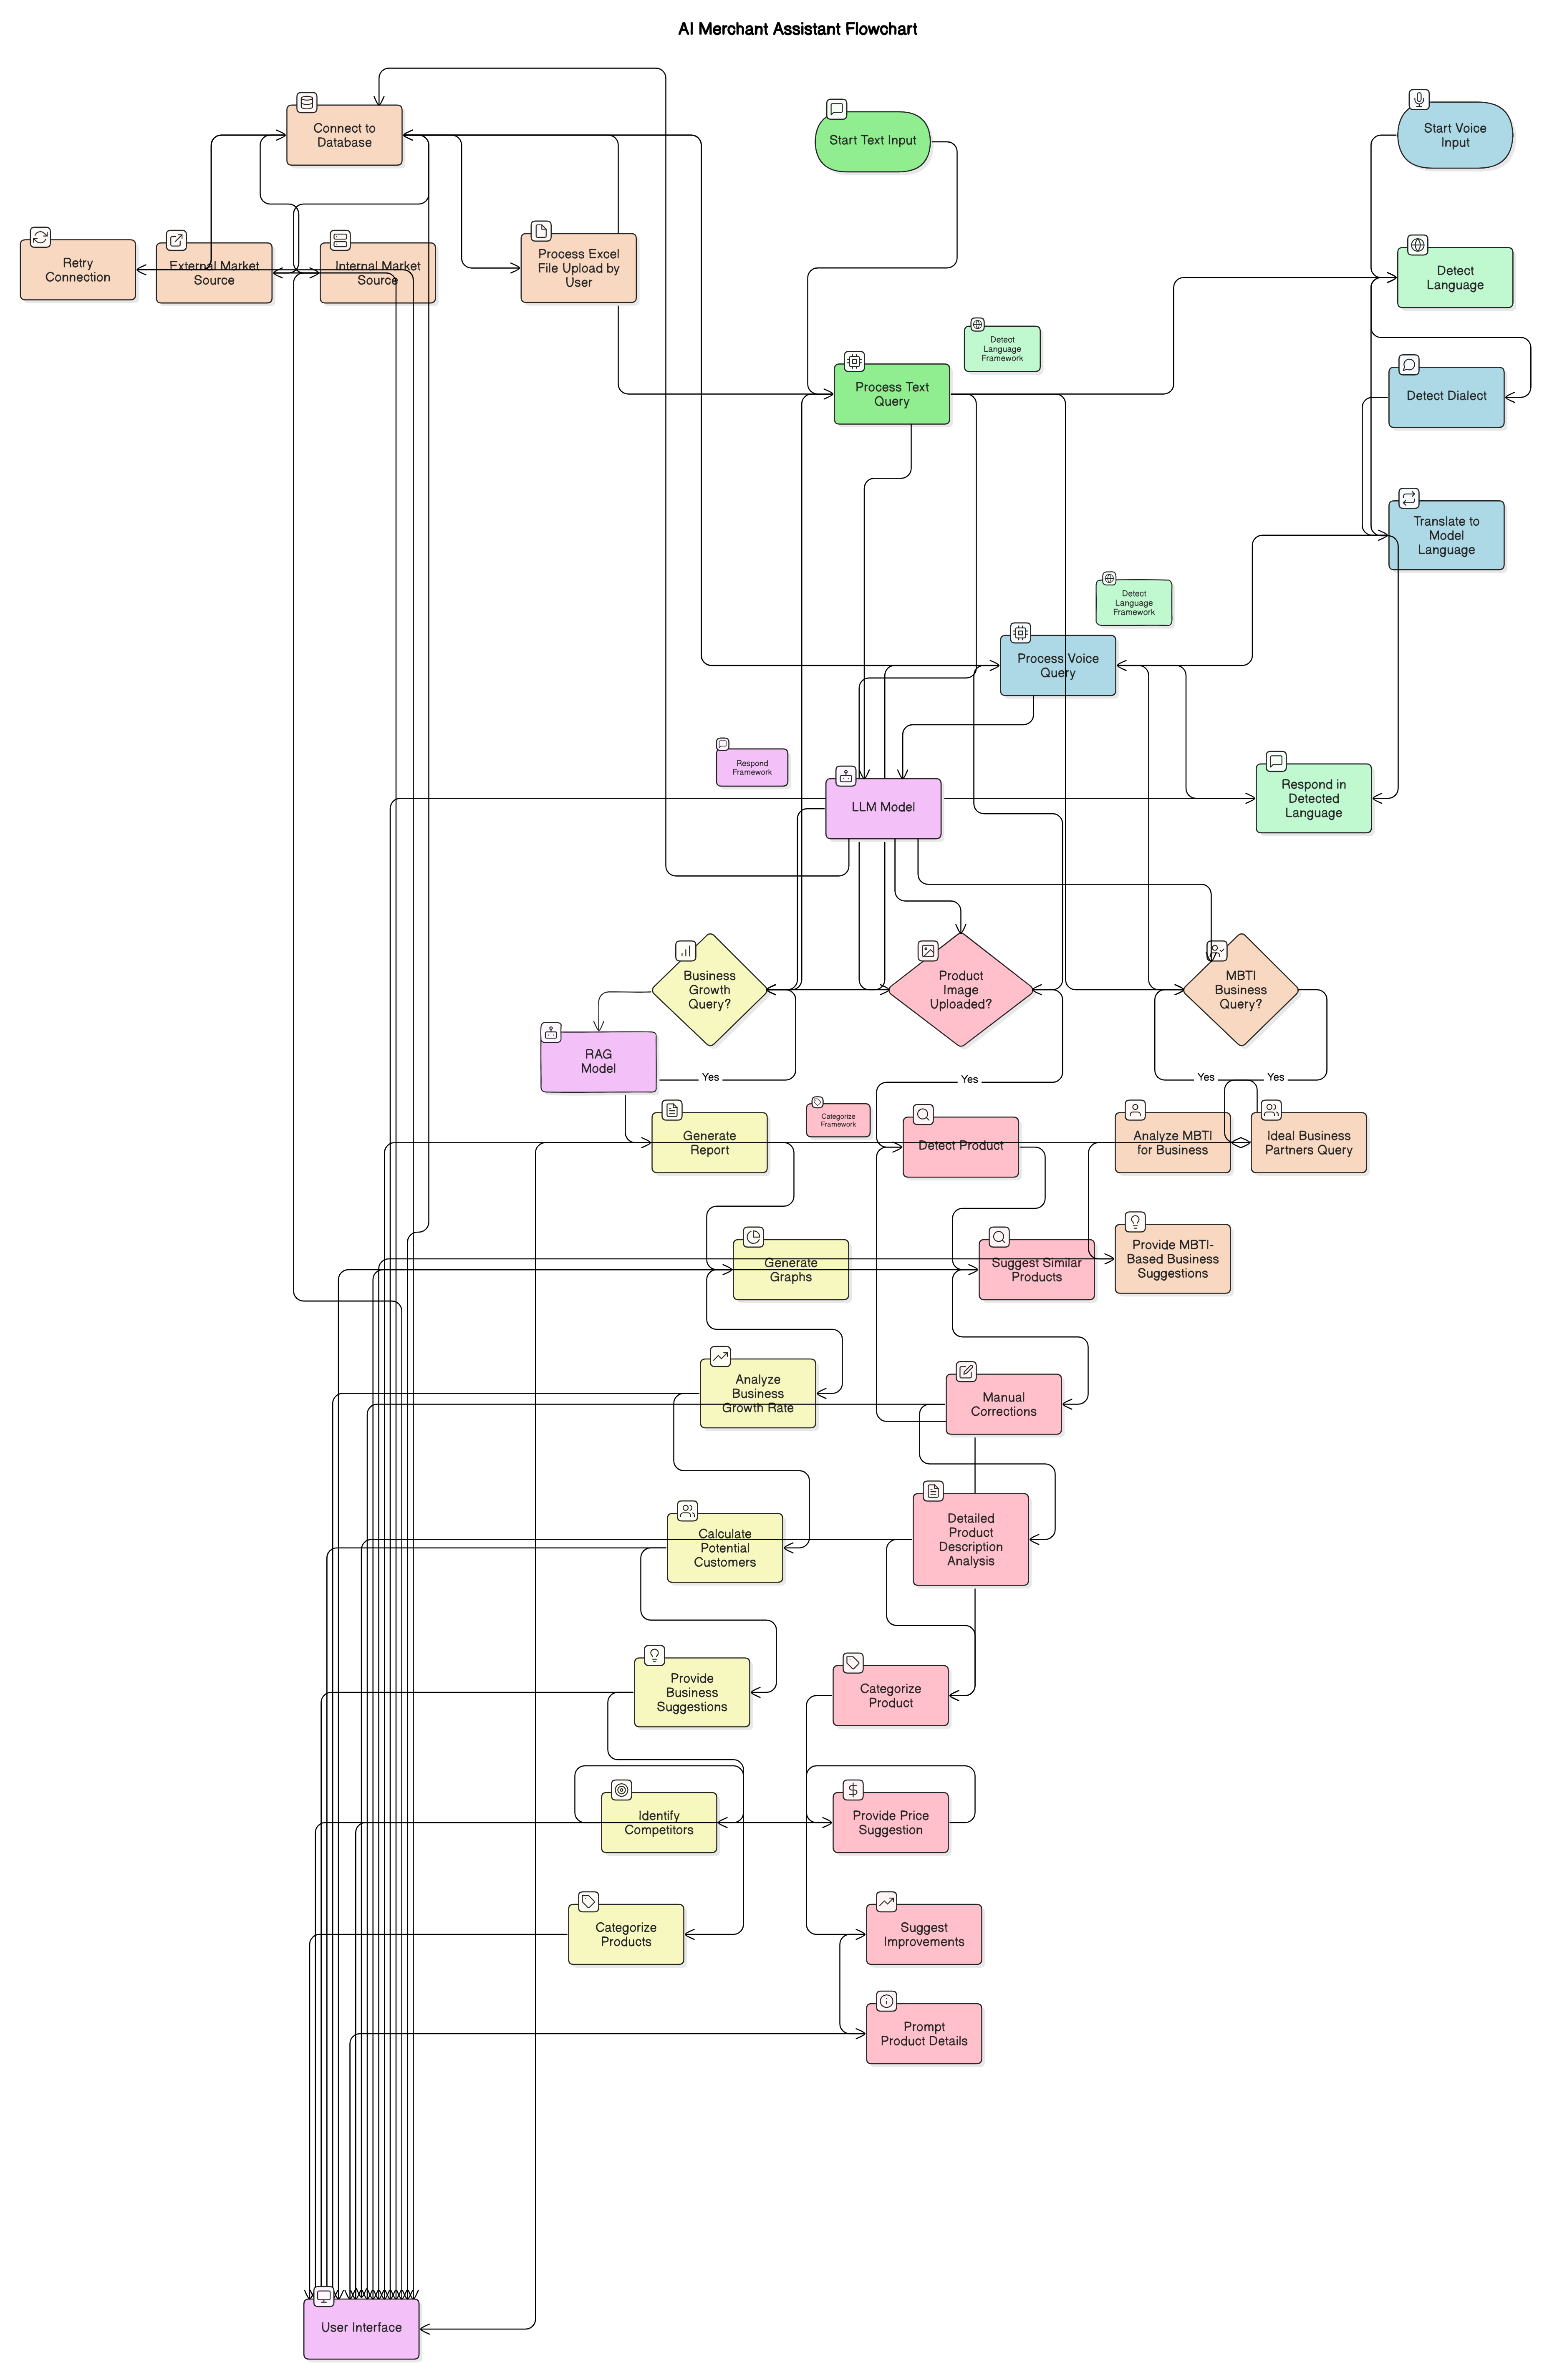 AI Merchant Assistant Flowchart
Connect to
Database
Start Text Input
Start Voice
Input
Retry
Connection
External Market
Source
Internal Market
Source
Process Excel
File Upload by
User
Detect
Language
Detect
Language
Framework
Process Text
Query
Detect Dialect
Translate to
Model
Language
Detect
Language
Framework
Process Voice
Query
Respond
Framework
LLM Model
Respond in
Detected
Language
Business
Growth
Query?
Product
Image
Uploaded?
MBTI
Business
Query?
RAG
Model
Yes
Yes
Yes
Yes
Generate
Report
Categorize
Framework
Detect Product
Analyze MBTI
for Business
Ideal Business
Partners Query
Generate
Graphs
Suggest Similar
Products
Provide MBTI-
Based Business
Suggestions
Analyze
Business
Growth Rate
Manual
Corrections
Calculate
Potential
Customers
Detailed
Product
Description
Analysis
Provide
Business
Suggestions
Categorize
Product
Identify
Competitors
Provide Price
Suggestion
Categorize
Products
Suggest
Improvements
Prompt
Product Details
User Interface